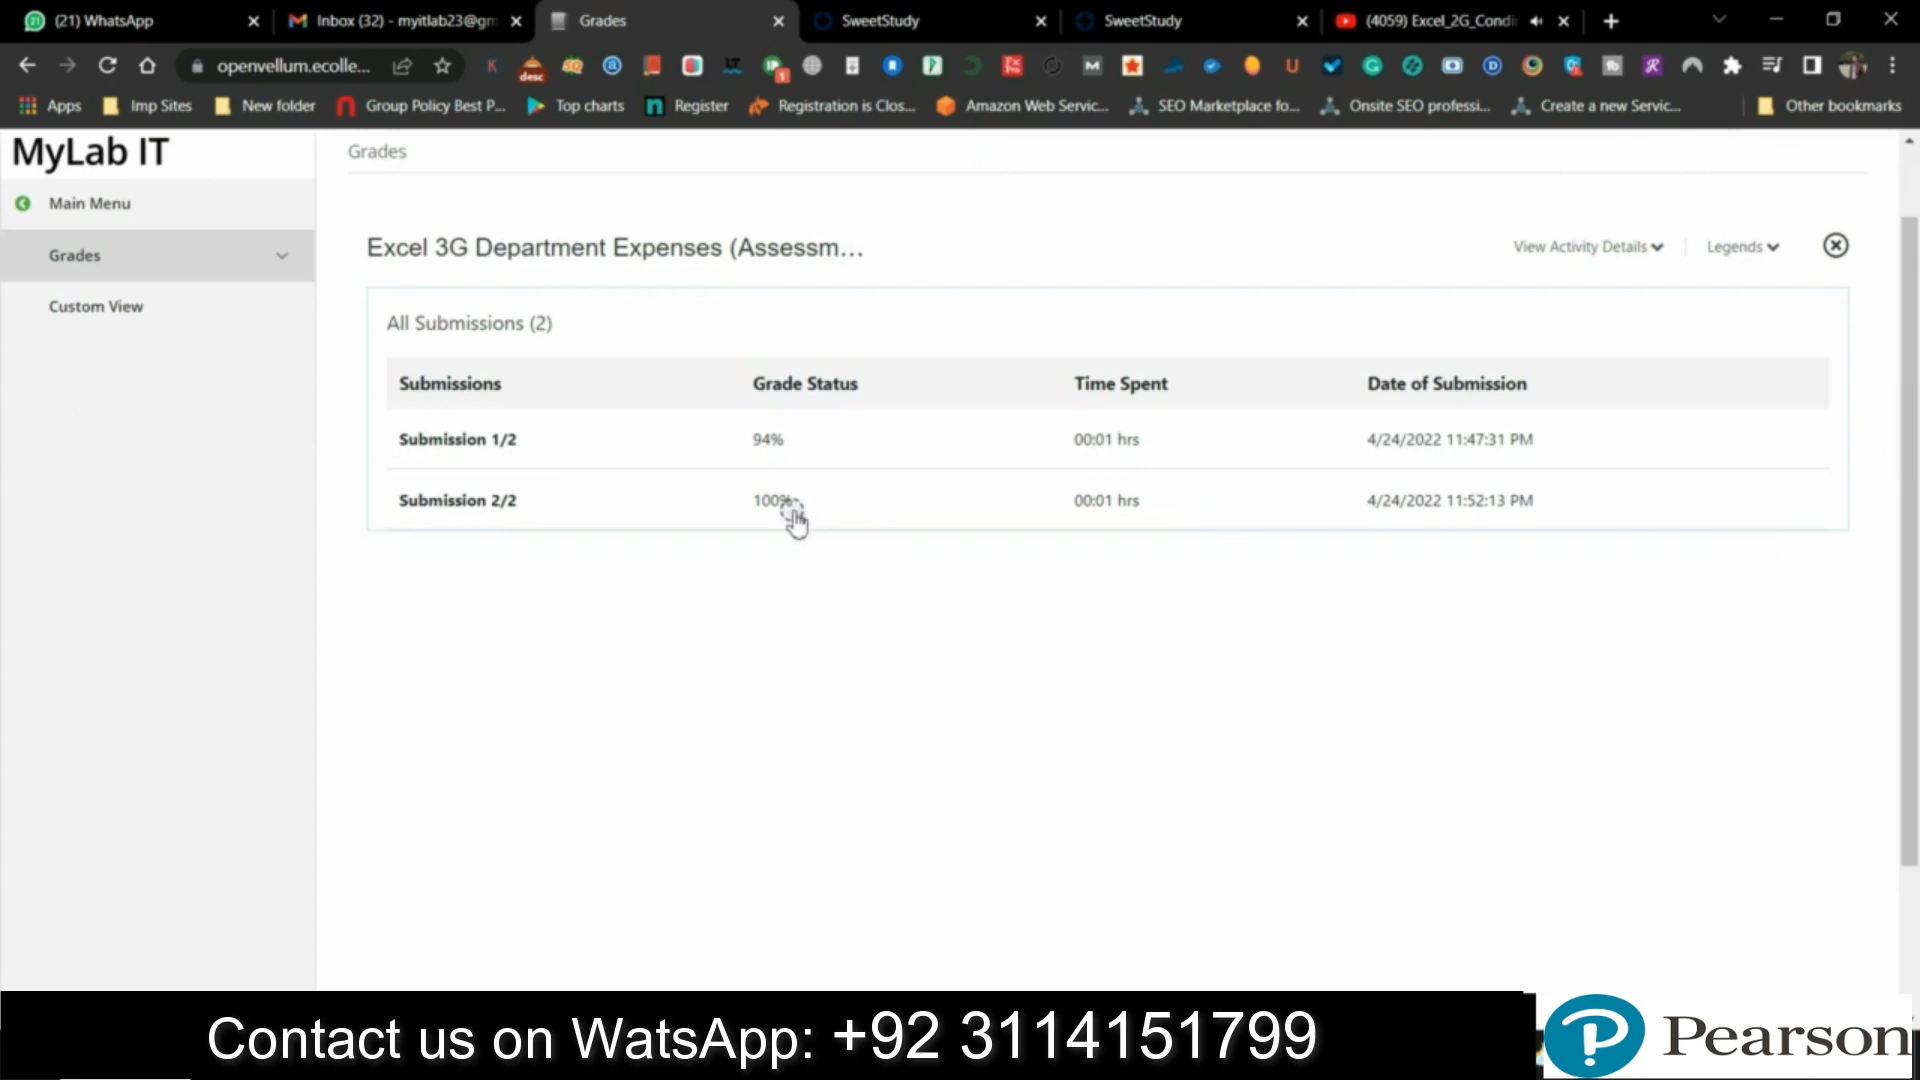 (21) WhatsApp
Inbox (32) - myitlab23@gm
Grades
SweetStudy
SweetStudy
(4059) Excel_2G_Condi
openvellum.ecolle...
desc
Apps
Imp Sites
New folder
Group Policy Best P...
Top charts
Register
Registration is Clos...
Amazon Web Servic...
SEO Marketplace fo...
Onsite SEO professi...
Create a new Servic...
Other bookmarks
MyLab IT
Main Menu
Grades
Custom View
Grades
Excel 3G Department Expenses (Assessm...
View Activity Details
Legends
All Submissions (2)
Submissions Grade Status Time Spent Date of Submission
Submission 1/2 94% 00:01 hrs 4/24/2022 11:47:31 PM
Submission 2/2 100% 00:01 hrs 4/24/2022 11:52:13 PM
Contact us on WatsApp: +92 3114151799
Pearson